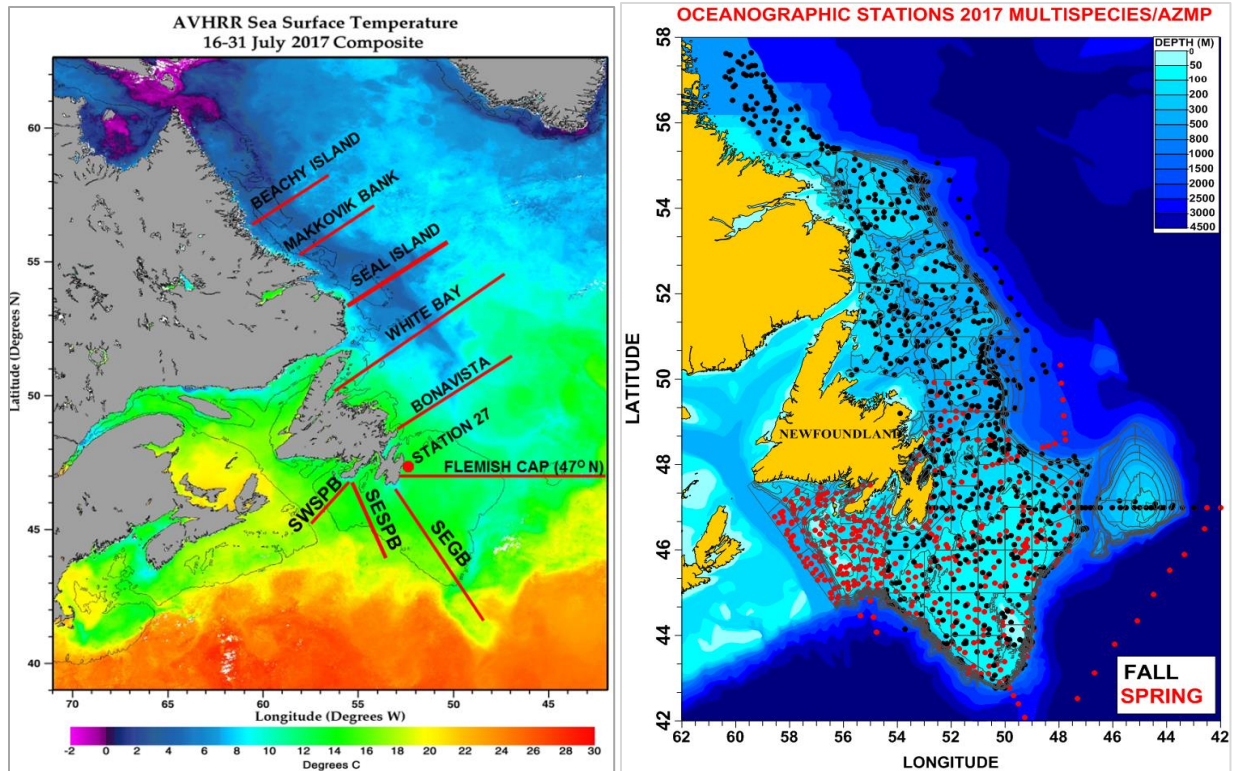 AVHRR Sea Surface Temperature
16-31 July 2017 Composite
Latitude (Degrees N)
60
55
50
45
40
BEACHY ISLAND
MAKKOVIK BANK
SEAL ISLAND
WHITE BAY
BONAVISTA
STATION 27
FLEMISH CAP (47O N)
SWSPB
SESPB
SEGB
70 65 60 55 50 45
Longitude (Degrees W)
-2 0 2 4 6 8 10 12 14 16 18 20 22 24 26 28 30
Degrees C
OCEANOGRAPHIC STATIONS 2017 MULTISPECIES/AZMP
LATITUDE
58
56
54
52
50
48
46
44
42
DEPTH (M)
0
50
100
200
300
500
800
1000
1500
2000
3000
4500
NEWFOUNDLAND
FALL
SPRING
62 60 58 56 54 52 50 48 46 44 42
LONGITUDE